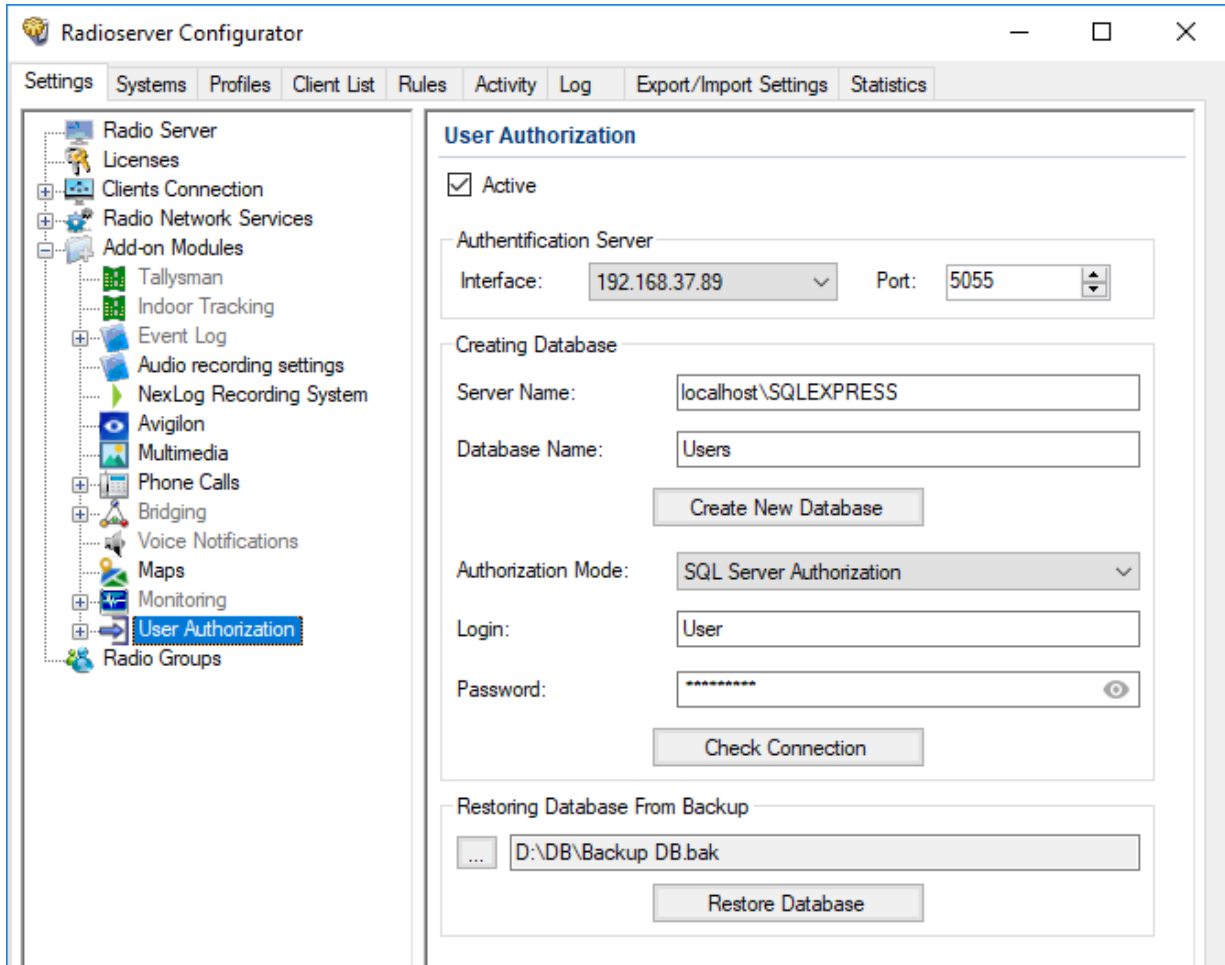 Radioserver Configurator
Settings Systems Profiles Client List Rules Activity Log Export/Import Settings Statistics
Radio Server
Licenses
Clients Connection
Radio Network Services
Add-on Modules
Tallysman
Indoor Tracking
Event Log
Audio recording settings
NexLog Recording System
Avigilon
Multimedia
Phone Calls
Bridging
Voice Notifications
Maps
Monitoring
User Authorization
Radio Groups
User Authorization
Active
Authentification Server
Interface: 192.168.37.89 Port: 5055
Creating Database
Server Name: localhost\SQLEXPRESS
Database Name: Users
Create New Database
Authorization Mode: SQL Server Authorization
Login: User
Password: *********
Check Connection
Restoring Database From Backup
... D:\DB\Backup DB.bak
Restore Database